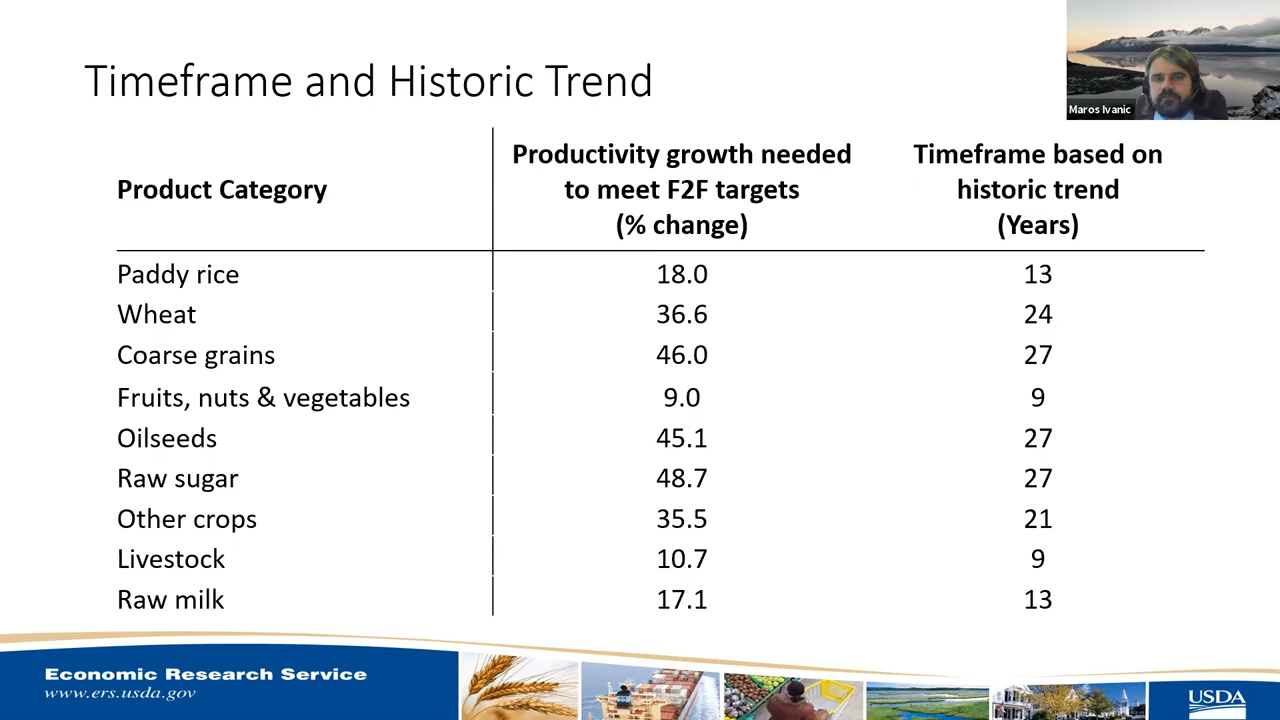 Timeframe and Historic Trend
Maros Ivanic
Product Category
Productivity growth needed
to meet F2F targets
(% change)
Timeframe based on
historic trend
(Years)
Paddy rice 18.0 13
Wheat 36.6 24
Coarse grains 46.0 27
Fruits, nuts & vegetables 9.0 9
Oilseeds 45.1 27
Raw sugar 48.7 27
Other crops 35.5 21
Livestock 10.7 9
Raw milk 17.1 13
Economic Research Service
www.ers.usda.gov
USDA